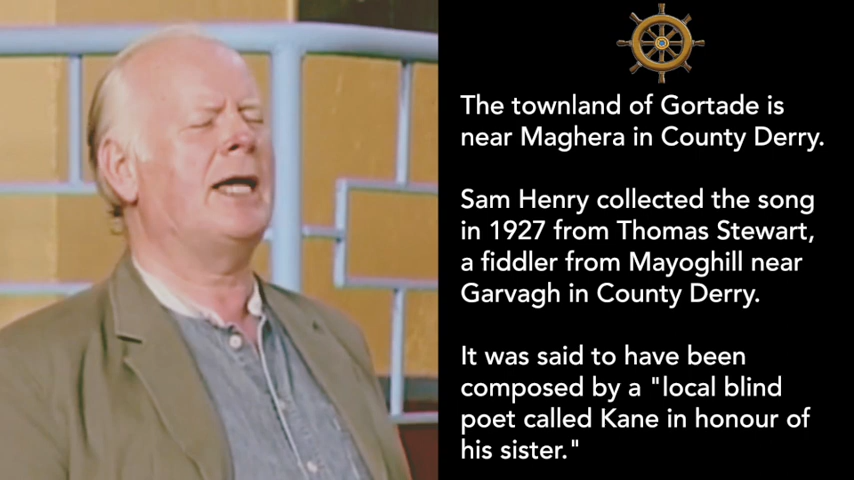 The townland of Gortade is
near Maghera in County Derry.
Sam Henry collected the song
in 1927 from Thomas Stewart,
a fiddler from Mayoghill near
Garvagh in County Derry.
It was said to have been
composed by a "local blind
poet called Kane in honour of
his sister."